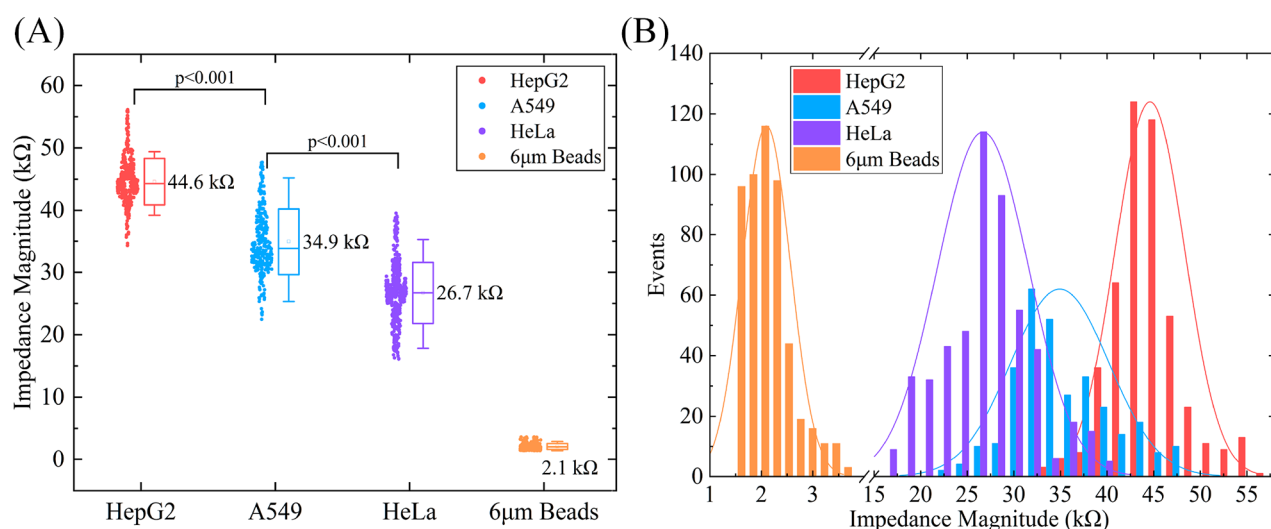 (A)
Impedance Magnitude (kΩ)
60
50
40
30
20
10
0
p<0.001
p<0.001
HepG2
A549
HeLa
6μm Beads
44.6 kΩ
34.9 kΩ
26.7 kΩ
2.1 kΩ
HepG2
A549
HeLa
6μm Beads
(B)
Events
140
120
100
80
60
40
20
0
HepG2
A549
HeLa
6μm Beads
1
2
3
15
20
25
30
35
40
45
50
55
Impedance Magnitude (kΩ)